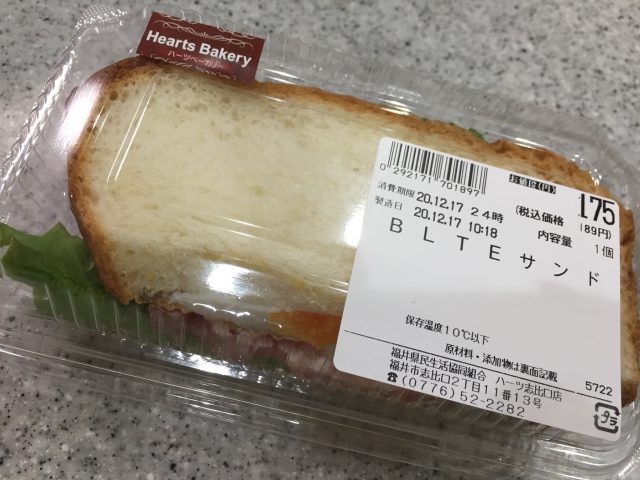 Hearts Bakery
ハーツベーカリー
0 292171 701897
お値段(円)
175
消費期限 20.12.17 24時
(税込価格 189円)
製造日 20.12.17 10:18
内容量 1個
BLTEサンド
保存温度10℃以下
原材料・添加物は裏面記載
福井県民生活協同組合 ハーツ志比口店
5722
福井市志比口2丁目11番13号
☎(0776)52-2282
プラ